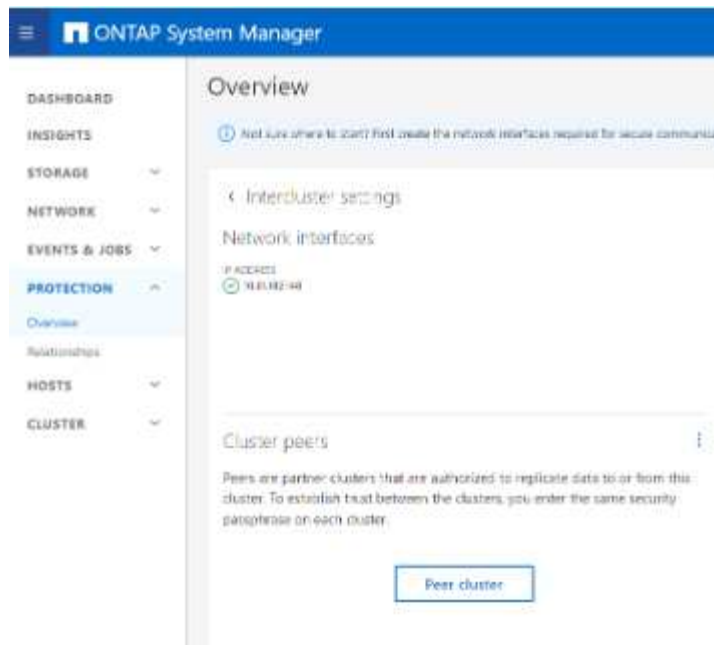 ONTAP System Manager
DASHBOARD
INSIGHTS
STORAGE
NETWORK
EVENTS & JOBS
PROTECTION
Overview
Relationships
HOSTS
CLUSTER
Overview
Not sure where to start? First create the network interfaces required for secure communica
Intercluster settings
Network interfaces
IP ADDRESS
Cluster peers
Peers are partner clusters that are authorized to replicate data to or from this
cluster. To establish trust between the clusters, you enter the same security
passphrase on each cluster.
Peer cluster